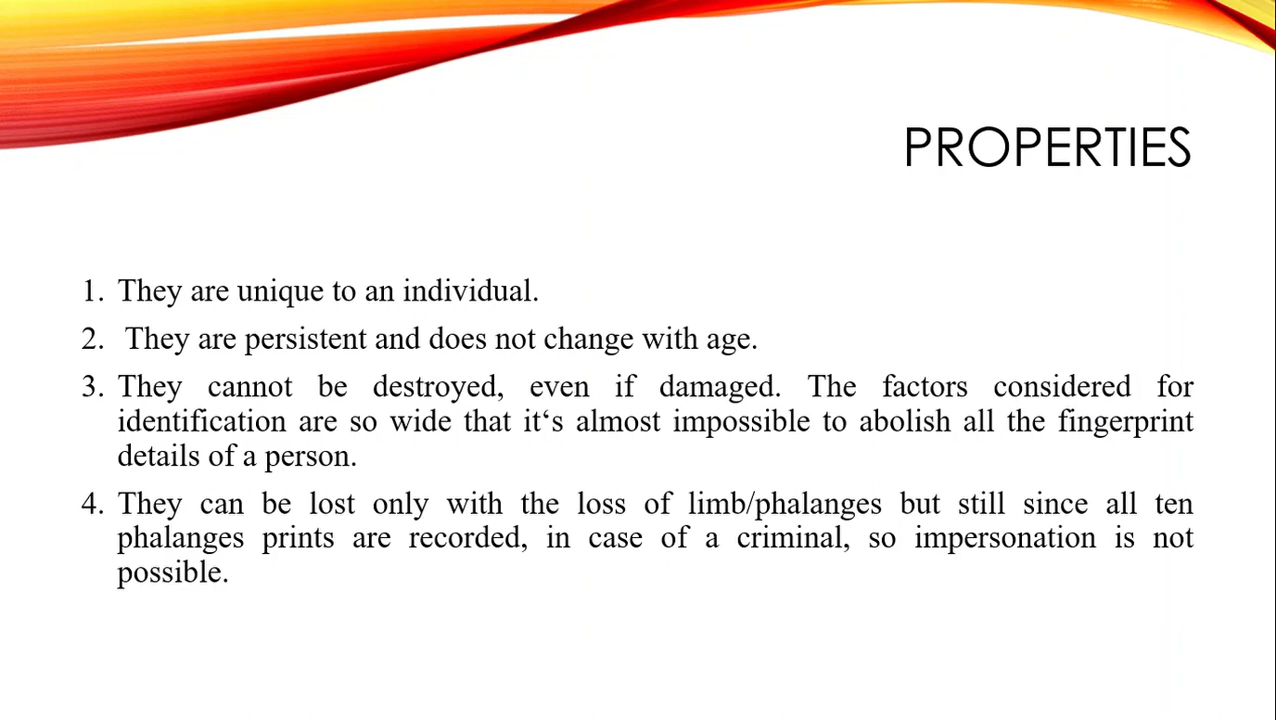 PROPERTIES
1. They are unique to an individual.
2. They are persistent and does not change with age.
3. They cannot be destroyed, even if damaged. The factors considered for
identification are so wide that it‘s almost impossible to abolish all the fingerprint
details of a person.
4. They can be lost only with the loss of limb/phalanges but still since all ten
phalanges prints are recorded, in case of a criminal, so impersonation is not
possible.